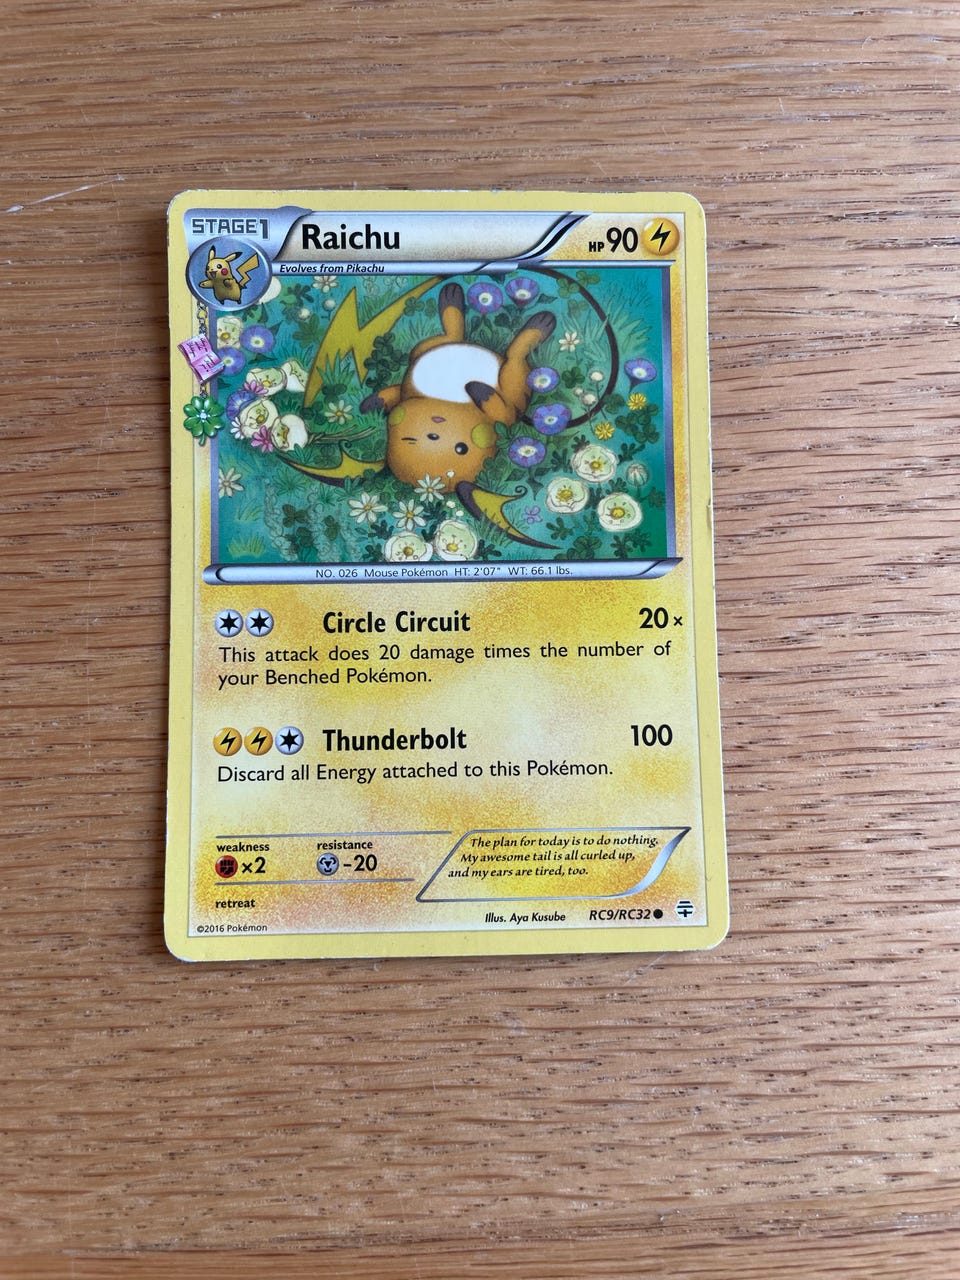 STAGE1
Raichu
HP 90
Evolves from Pikachu
NO. 026 Mouse Pokémon HT: 2'07" WT: 66.1 lbs.
Circle Circuit 20×
This attack does 20 damage times the number of
your Benched Pokémon.
Thunderbolt 100
Discard all Energy attached to this Pokémon.
weakness
×2
resistance
-20
The plan for today is to do nothing.
My awesome tail is all curled up,
and my ears are tired, too.
retreat
Illus. Aya Kusube
RC9/RC32
©2016 Pokémon